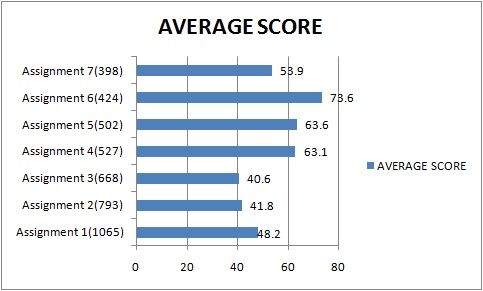 AVERAGE SCORE
Assignment 7(398) 53.9
Assignment 6(424) 73.6
Assignment 5(502) 63.6
Assignment 4(527) 63.1
Assignment 3(668) 40.6
Assignment 2(793) 41.8
Assignment 1(1065) 48.2
0 20 40 60 80
AVERAGE SCORE